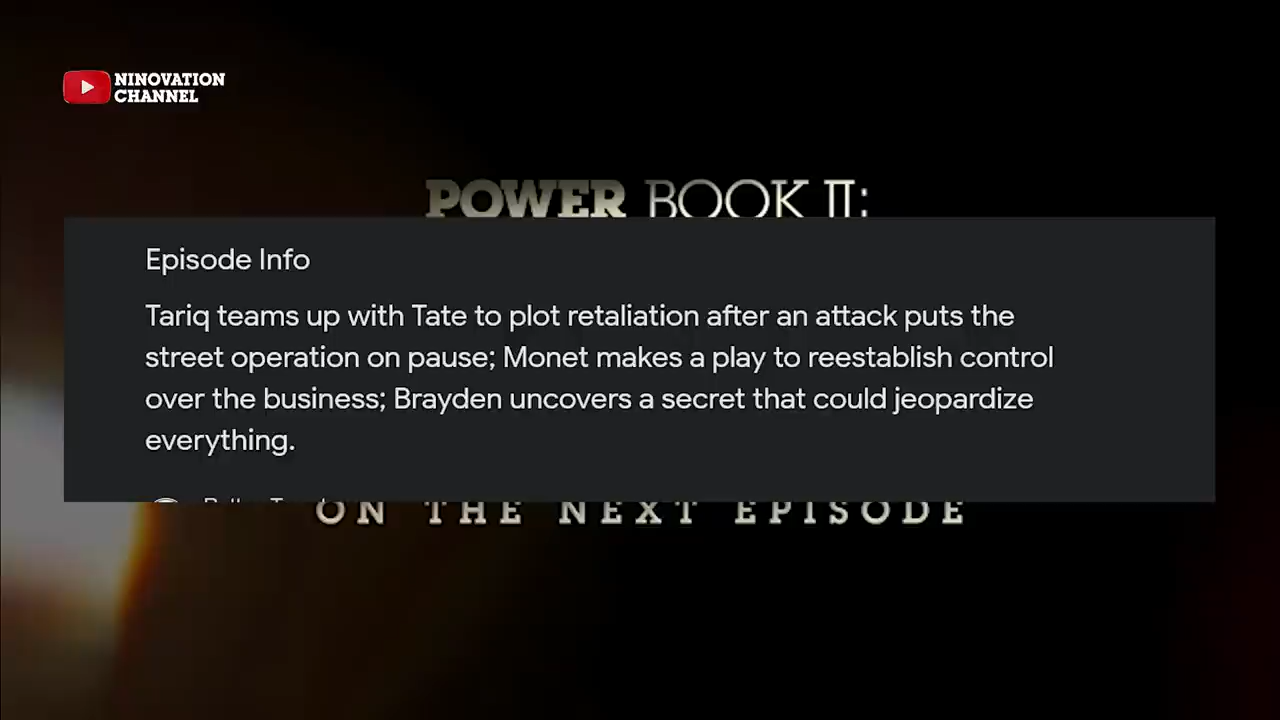 NINOVATION
CHANNEL
POWER BOOK II:
Episode Info
Tariq teams up with Tate to plot retaliation after an attack puts the
street operation on pause; Monet makes a play to reestablish control
over the business; Brayden uncovers a secret that could jeopardize
everything.
ON THE NEXT EPISODE